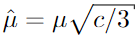 μ̂ = μ√(c/3)